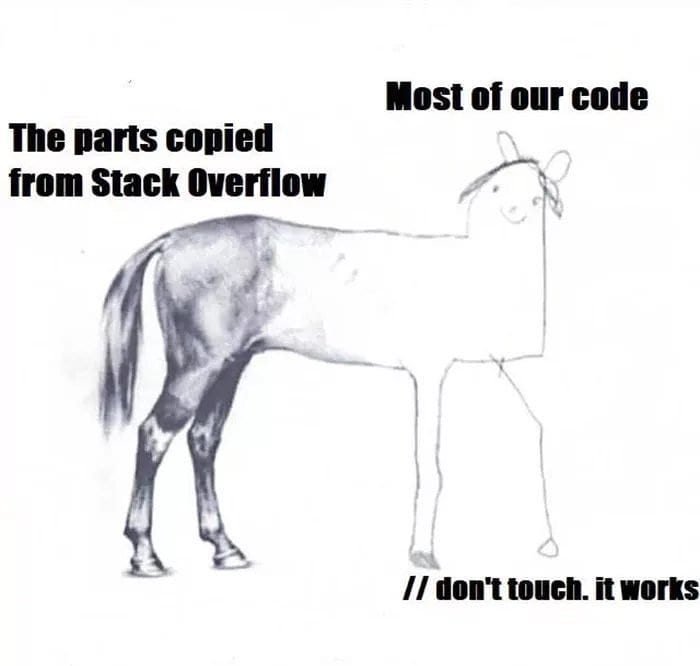 Most of our code
The parts copied
from Stack Overflow
// don't touch. it works